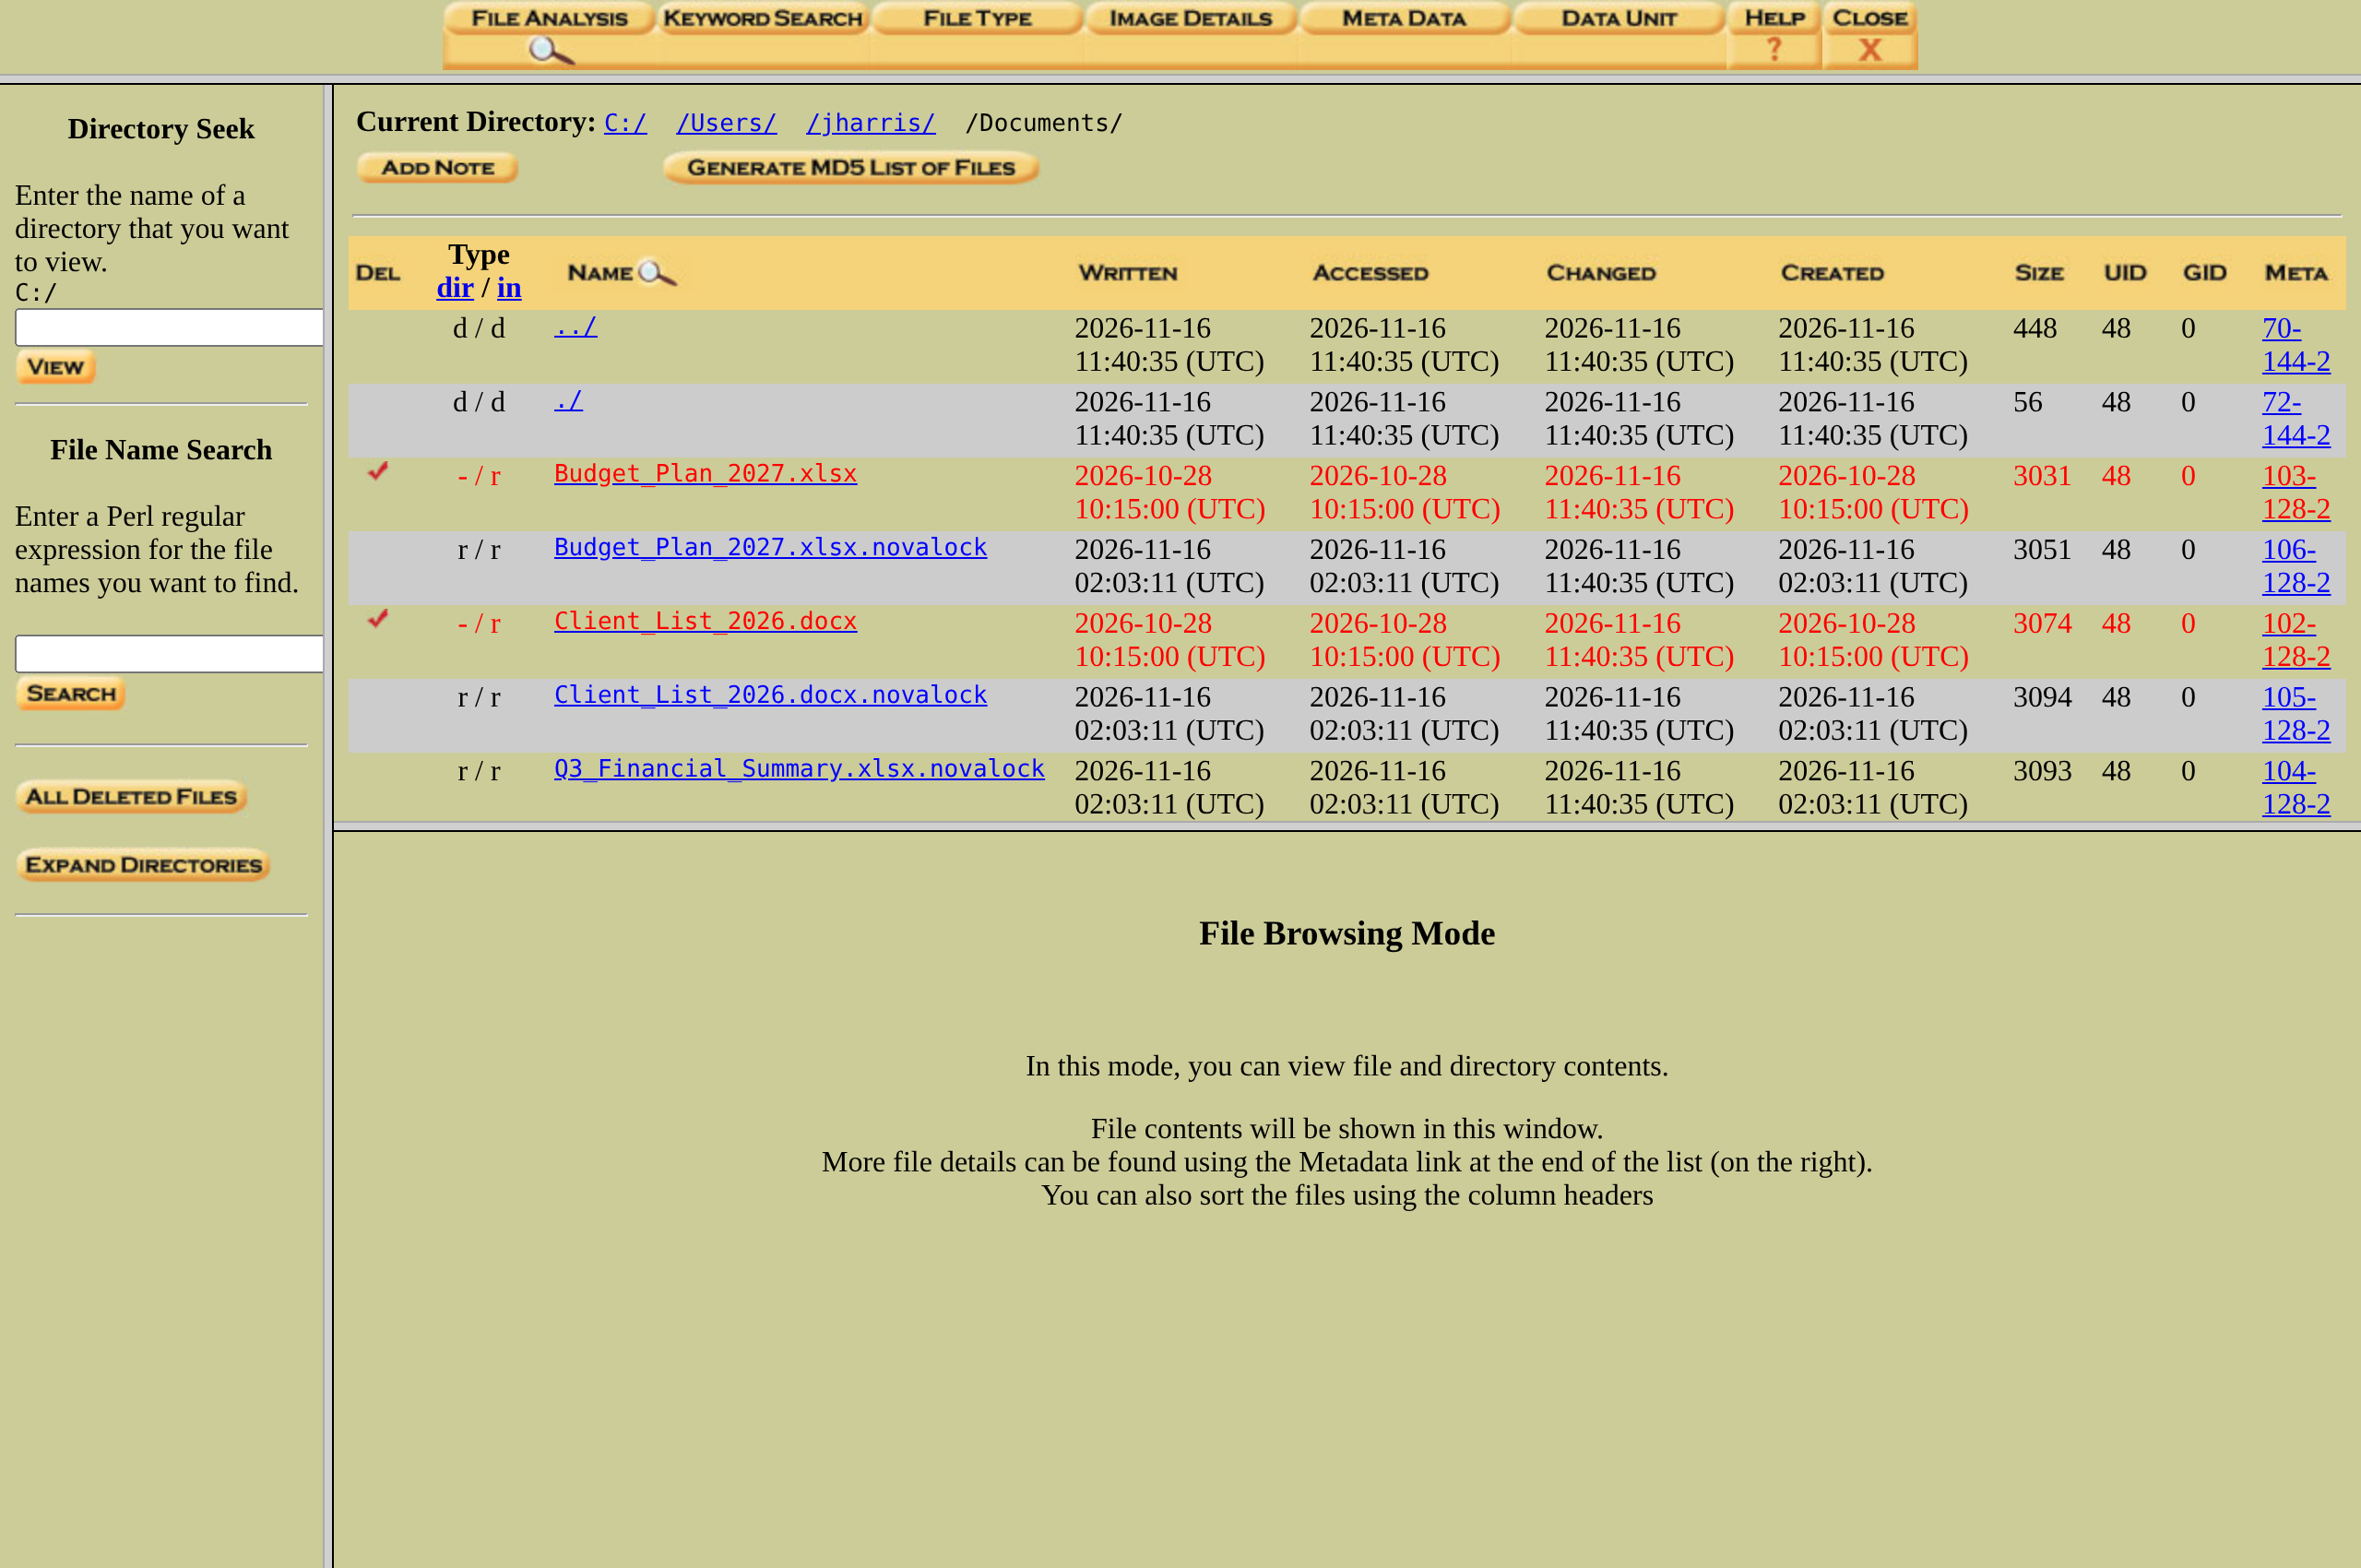 FILE ANALYSIS KEYWORD SEARCH FILE TYPE IMAGE DETAILS META DATA DATA UNIT HELP CLOSE
? X
Directory Seek
Enter the name of a
directory that you want
to view.
C:/
VIEW
File Name Search
Enter a Perl regular
expression for the file
names you want to find.
SEARCH
ALL DELETED FILES
EXPAND DIRECTORIES
Current Directory: C:/ /Users/ /jharris/ /Documents/
ADD NOTE GENERATE MD5 LIST OF FILES
DEL Type NAME WRITTEN ACCESSED CHANGED CREATED SIZE UID GID META
dir / in
d / d ../ 2026-11-16 2026-11-16 2026-11-16 2026-11-16 448 48 0 70-
11:40:35 (UTC) 11:40:35 (UTC) 11:40:35 (UTC) 11:40:35 (UTC) 144-2
d / d ./ 2026-11-16 2026-11-16 2026-11-16 2026-11-16 56 48 0 72-
11:40:35 (UTC) 11:40:35 (UTC) 11:40:35 (UTC) 11:40:35 (UTC) 144-2
- / r Budget_Plan_2027.xlsx 2026-10-28 2026-10-28 2026-11-16 2026-10-28 3031 48 0 103-
10:15:00 (UTC) 10:15:00 (UTC) 11:40:35 (UTC) 10:15:00 (UTC) 128-2
r / r Budget_Plan_2027.xlsx.novalock 2026-11-16 2026-11-16 2026-11-16 2026-11-16 3051 48 0 106-
02:03:11 (UTC) 02:03:11 (UTC) 11:40:35 (UTC) 02:03:11 (UTC) 128-2
- / r Client_List_2026.docx 2026-10-28 2026-10-28 2026-11-16 2026-10-28 3074 48 0 102-
10:15:00 (UTC) 10:15:00 (UTC) 11:40:35 (UTC) 10:15:00 (UTC) 128-2
r / r Client_List_2026.docx.novalock 2026-11-16 2026-11-16 2026-11-16 2026-11-16 3094 48 0 105-
02:03:11 (UTC) 02:03:11 (UTC) 11:40:35 (UTC) 02:03:11 (UTC) 128-2
r / r Q3_Financial_Summary.xlsx.novalock 2026-11-16 2026-11-16 2026-11-16 2026-11-16 3093 48 0 104-
02:03:11 (UTC) 02:03:11 (UTC) 11:40:35 (UTC) 02:03:11 (UTC) 128-2
File Browsing Mode
In this mode, you can view file and directory contents.
File contents will be shown in this window.
More file details can be found using the Metadata link at the end of the list (on the right).
You can also sort the files using the column headers